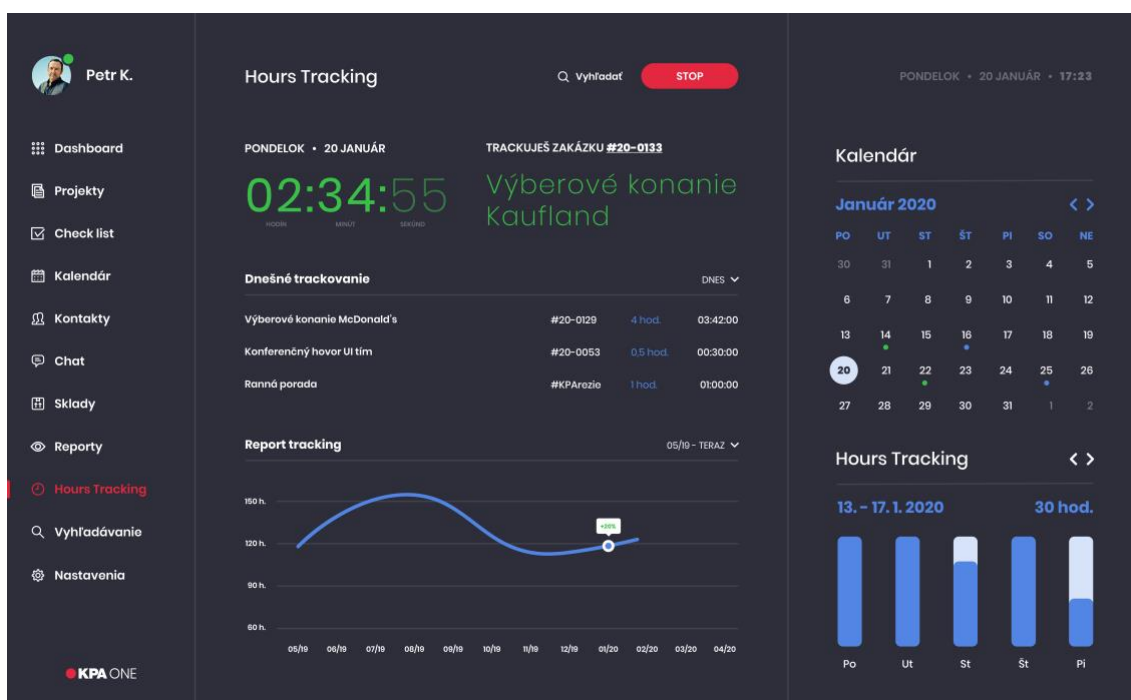 Petr K.
Dashboard
Projekty
Check list
Kalendár
Kontakty
Chat
Sklady
Reporty
Hours Tracking
Vyhľadávanie
Nastavenia
KPA ONE
Hours Tracking
Vyhľadať
STOP
PONDELOK • 20 JANUÁR
02:34:55
HODÍN MINÚT SEKÚND
TRACKUJEŠ ZAKÁZKU #20-0133
Výberové konanie
Kaufland
Dnešné trackovanie DNES
Výberové konanie McDonald's #20-0129 4 hod. 03:42:00
Konferenčný hovor UI tím #20-0053 0,5 hod. 00:30:00
Ranná porada #KPArezie 1 hod. 01:00:00
Report tracking 05/19 - TERAZ
150 h.
120 h.
90 h.
60 h.
+20%
05/19 06/19 07/19 08/19 09/19 10/19 11/19 12/19 01/20 02/20 03/20 04/20
PONDELOK • 20 JANUÁR • 17:23
Kalendár
Január 2020
PO UT ST ŠT PI SO NE
30 31 1 2 3 4 5
6 7 8 9 10 11 12
13 14 15 16 17 18 19
20 21 22 23 24 25 26
27 28 29 30 31 1 2
Hours Tracking
13. - 17. 1. 2020 30 hod.
Po Ut St Št Pi